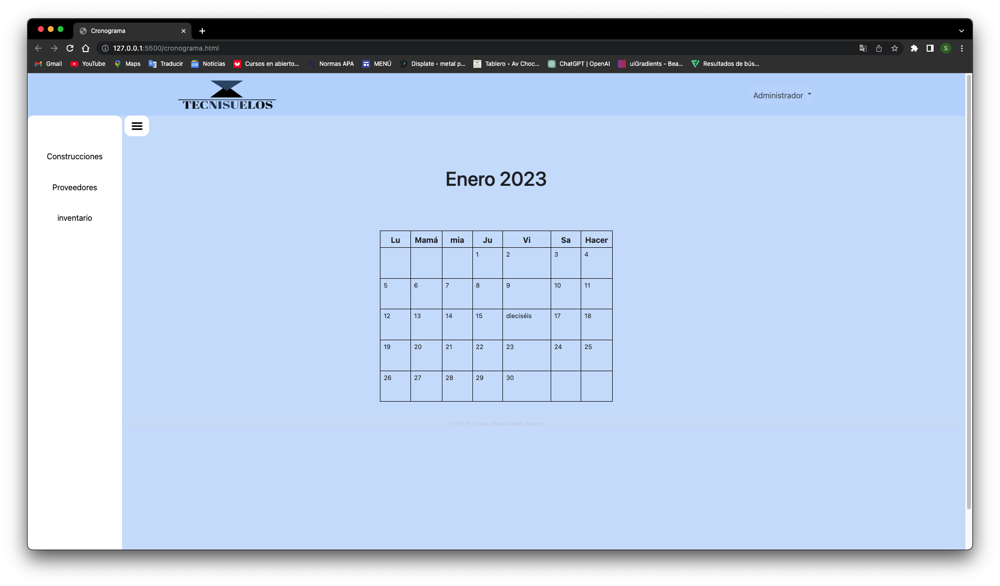 Cronograma
127.0.0.1:5500/cronograma.html
S
Gmail YouTube Maps Traducir Noticias Cursos en abierto... Normas APA MENÚ Displate - metal p... Tablero • Av Choc... ChatGPT | OpenAI uiGradients - Bea... Resultados de bús...
TECNISUELOS
Administrador
Construcciones
Proveedores
inventario
Enero 2023
Lu Mamá mia Ju Vi Sa Hacer
1 2 3 4
5 6 7 8 9 10 11
12 13 14 15 dieciséis 17 18
19 20 21 22 23 24 25
26 27 28 29 30
© 2023, Por Tatiana, Mateo, Santiago